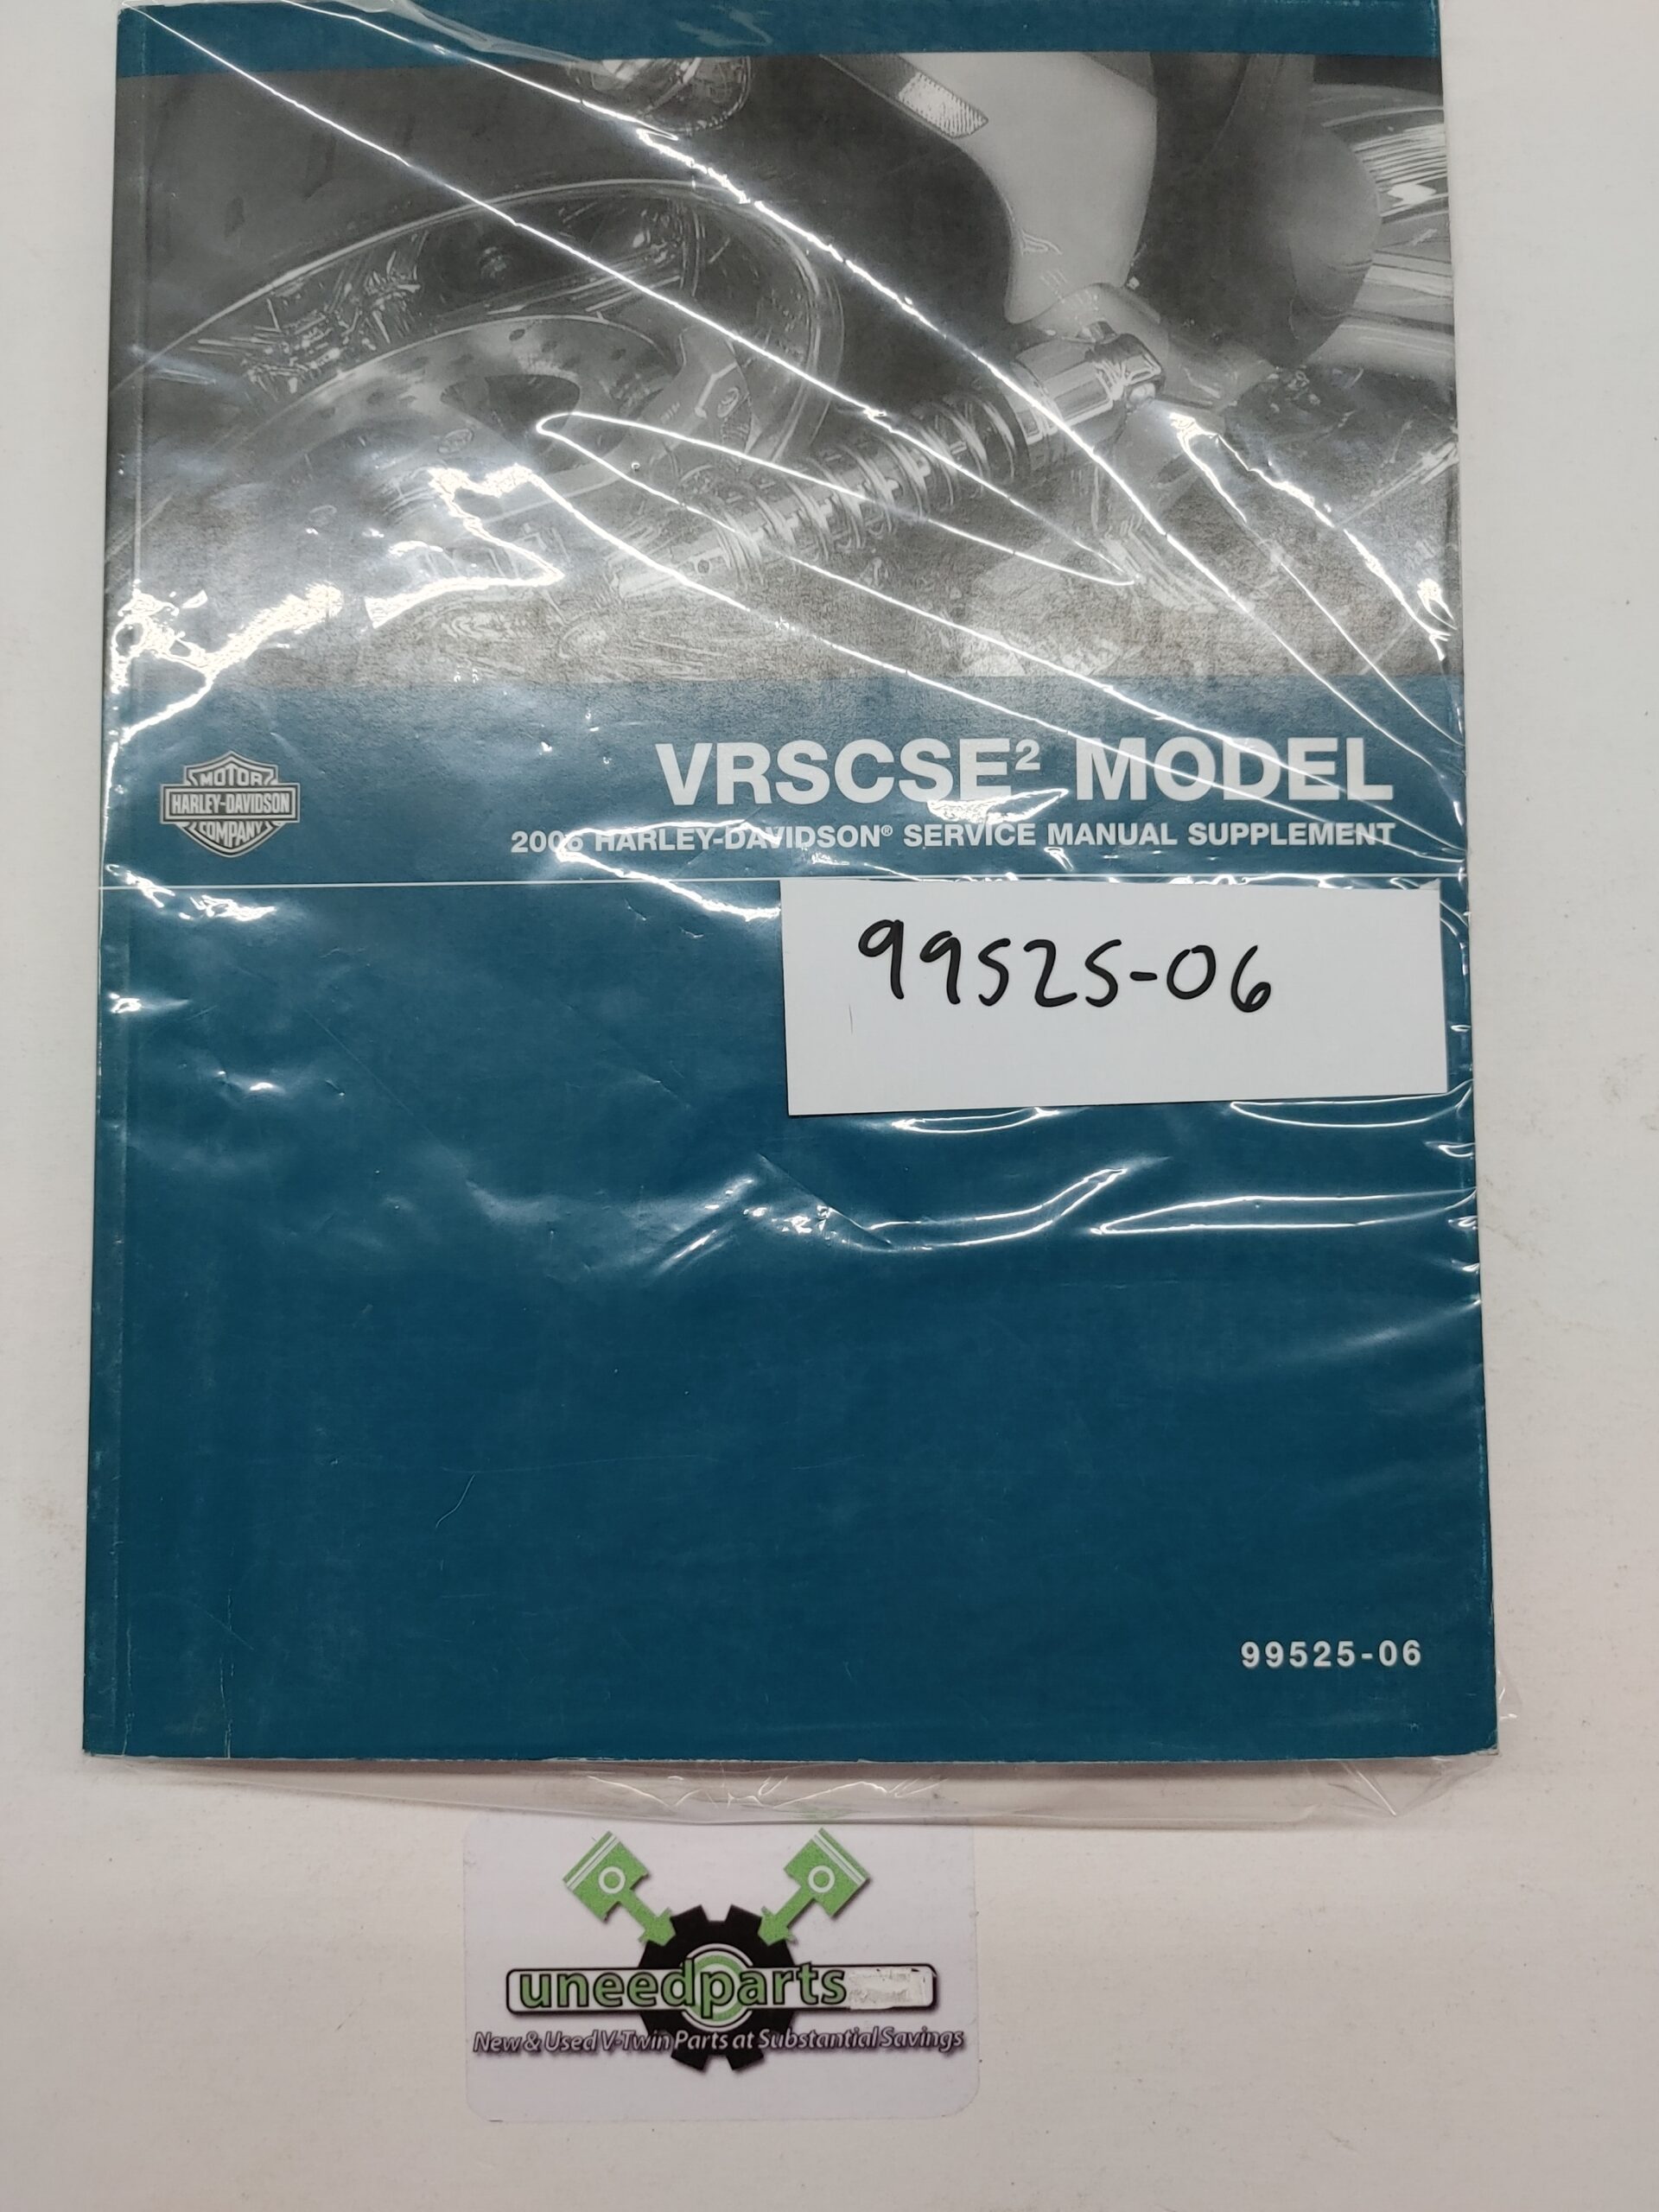 VRSCSE² MODEL
MOTOR
HARLEY-DAVIDSON
COMPANY
2006 HARLEY-DAVIDSON® SERVICE MANUAL SUPPLEMENT
99525-06
99525-06
uneedparts
New & Used V-Twin Parts at Substantial Savings